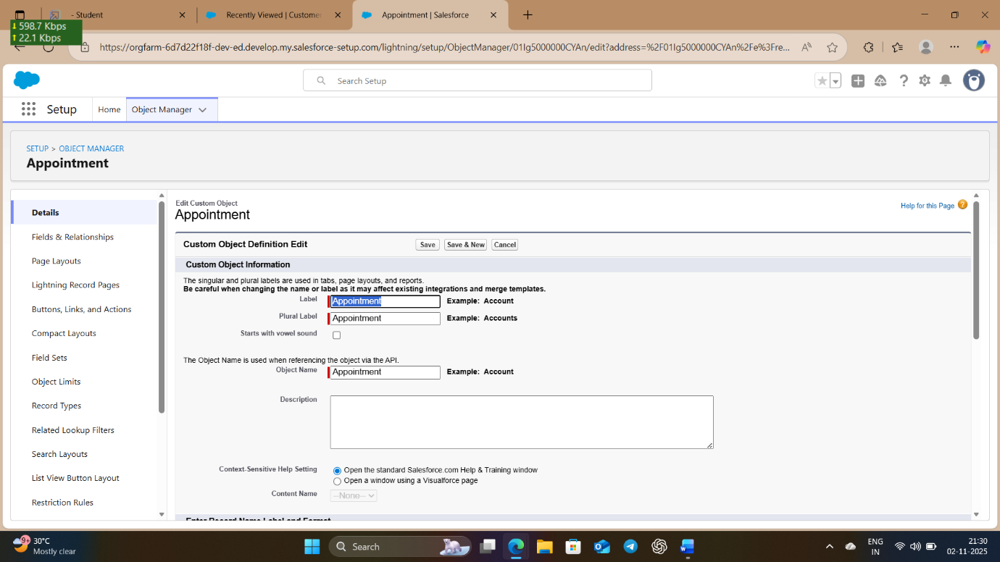 - Student
Recently Viewed | Custome
Appointment | Salesforce
↓ 598.7 Kbps
↑ 22.1 Kbps
https://orgfarm-6d7d22f18f-dev-ed.develop.my.salesforce-setup.com/lightning/setup/ObjectManager/01Ig5000000CYAn/edit?address=%2F01Ig5000000CYAn%2Fe%3Fre...
Search Setup
Setup
Home
Object Manager
SETUP > OBJECT MANAGER
Appointment
Details
Fields & Relationships
Page Layouts
Lightning Record Pages
Buttons, Links, and Actions
Compact Layouts
Field Sets
Object Limits
Record Types
Related Lookup Filters
Search Layouts
List View Button Layout
Restriction Rules
Edit Custom Object
Appointment
Help for this Page ?
Custom Object Definition Edit
Save
Save & New
Cancel
Custom Object Information
The singular and plural labels are used in tabs, page layouts, and reports.
Be careful when changing the name or label as it may affect existing integrations and merge templates.
Label Appointment Example: Account
Plural Label Appointment Example: Accounts
Starts with vowel sound
The Object Name is used when referencing the object via the API.
Object Name Appointment Example: Account
Description
Context-Sensitive Help Setting Open the standard Salesforce.com Help & Training window
Open a window using a Visualforce page
Content Name --None--
Enter Record Name Label and Format
9+
30°C
Mostly clear
Search
ENG
IN
21:30
02-11-2025